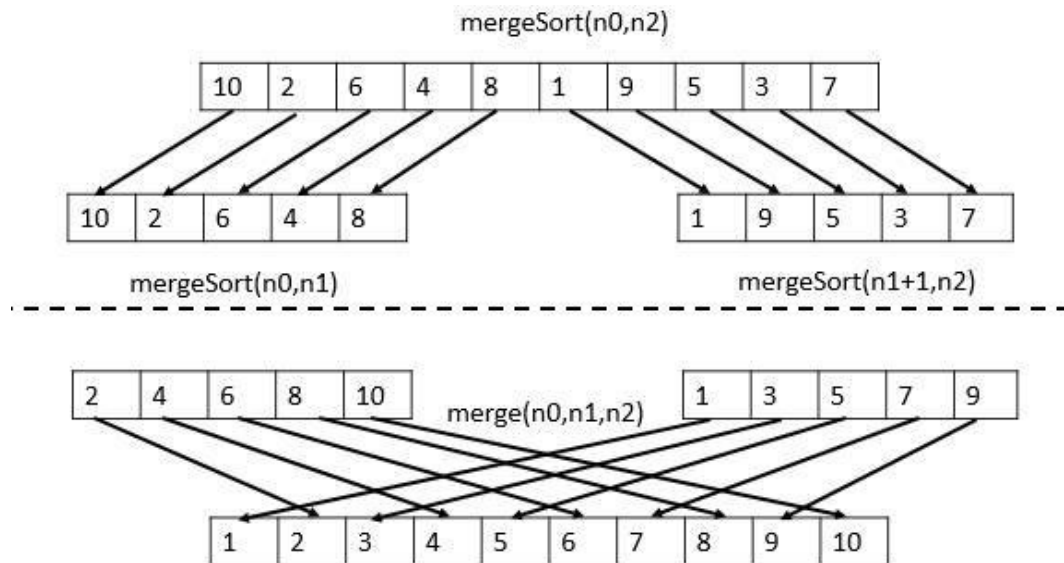 mergeSort(n0,n2)
10 2 6 4 8 1 9 5 3 7
10 2 6 4 8 1 9 5 3 7
mergeSort(n0,n1) mergeSort(n1+1,n2)
2 4 6 8 10 1 3 5 7 9
merge(n0,n1,n2)
1 2 3 4 5 6 7 8 9 10